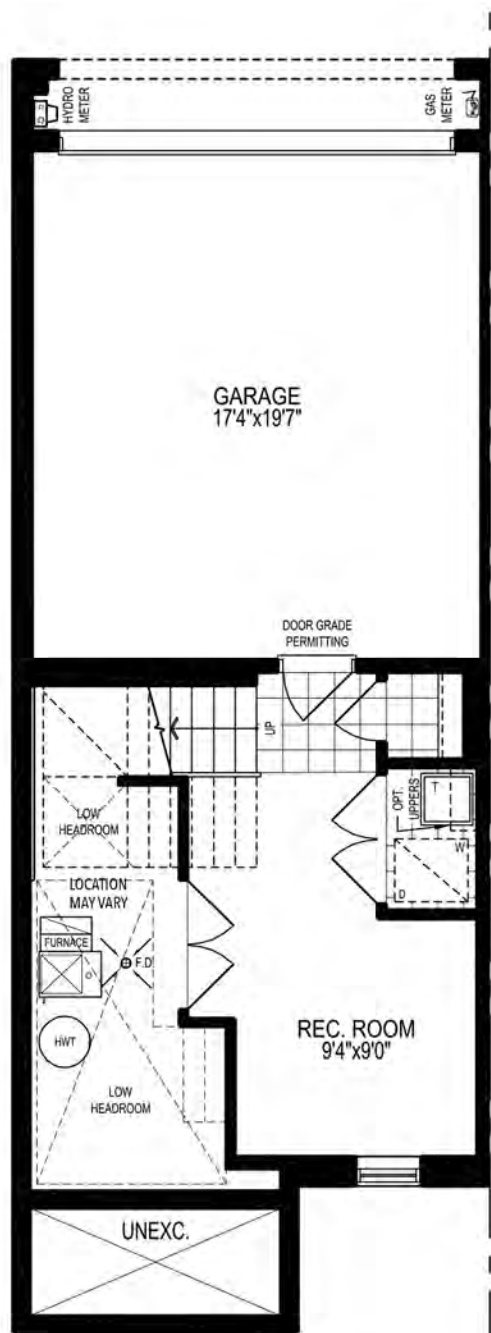 HYDRO
METER
GAS
METER
GARAGE
17'4"x19'7"
DOOR GRADE
PERMITTING
UP
LOW
HEADROOM
OPT.
UPPERS
T
W
D
LOCATION
MAY VARY
FURNACE
F.D
HWT
REC. ROOM
9'4"x9'0"
LOW
HEADROOM
UNEXC.